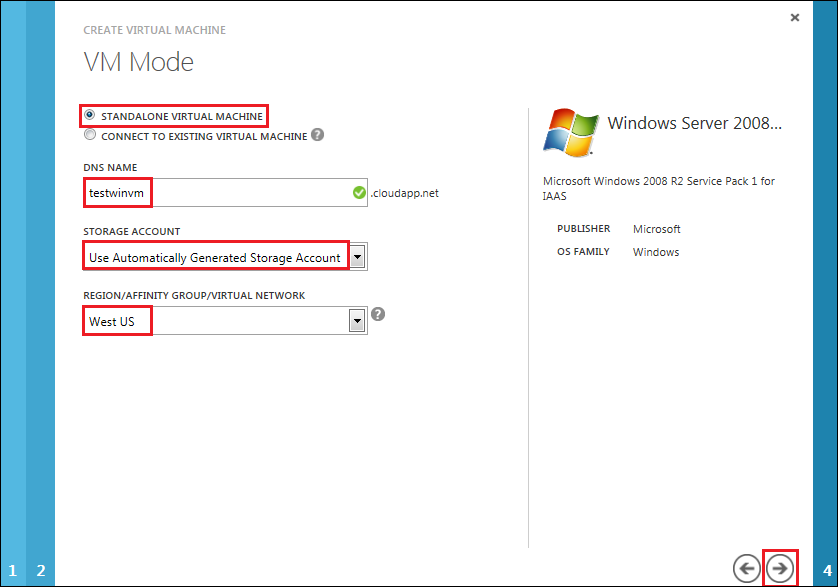 CREATE VIRTUAL MACHINE
VM Mode
STANDALONE VIRTUAL MACHINE
CONNECT TO EXISTING VIRTUAL MACHINE ?
DNS NAME
testwinvm .cloudapp.net
STORAGE ACCOUNT
Use Automatically Generated Storage Account
REGION/AFFINITY GROUP/VIRTUAL NETWORK
West US ?
Windows Server 2008...
Microsoft Windows 2008 R2 Service Pack 1 for
IAAS
PUBLISHER Microsoft
OS FAMILY Windows
1 2 4